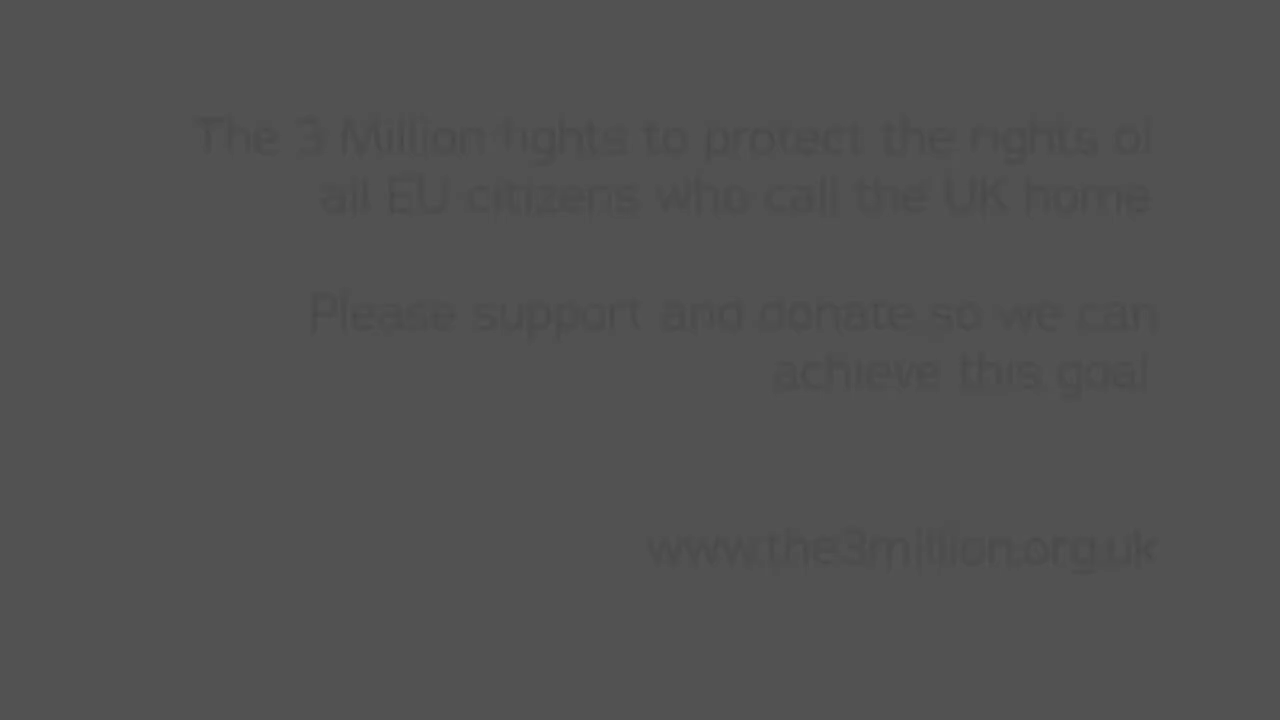 The 3 Million fights to protect the rights of
all EU citizens who call the UK home
Please support and donate so we can
achieve this goal
www.the3million.org.uk